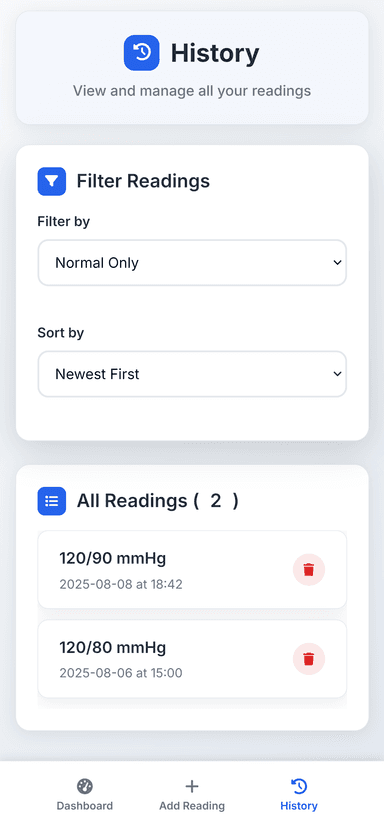 History
View and manage all your readings
Filter Readings
Filter by
Normal Only
Sort by
Newest First
All Readings ( 2 )
120/90 mmHg
2025-08-08 at 18:42
120/80 mmHg
2025-08-06 at 15:00
Dashboard
Add Reading
History